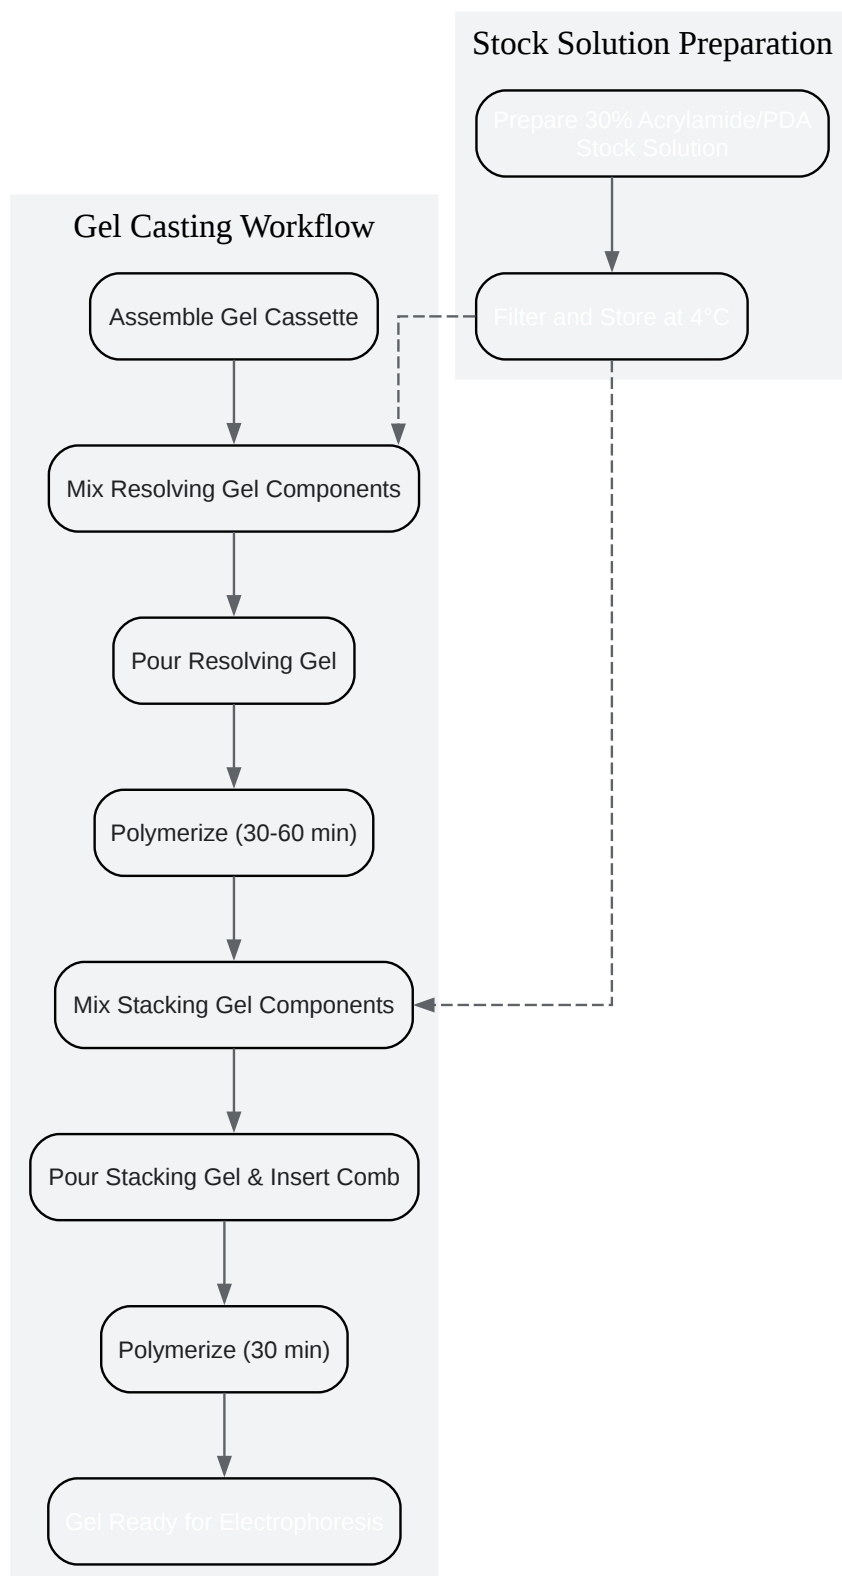 Stock Solution Preparation
Prepare 30% Acrylamide/PDA
Stock Solution
Filter and Store at 4°C
Gel Casting Workflow
Assemble Gel Cassette
Mix Resolving Gel Components
Pour Resolving Gel
Polymerize (30-60 min)
Mix Stacking Gel Components
Pour Stacking Gel & Insert Comb
Polymerize (30 min)
Gel Ready for Electrophoresis